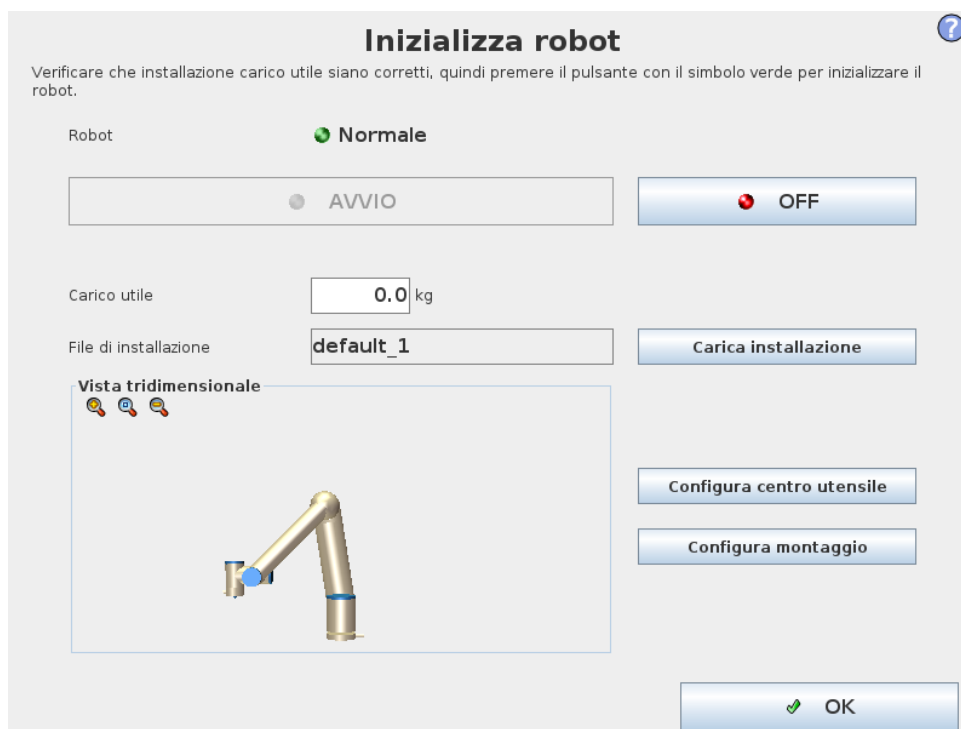 Inizializza robot
?
Verificare che installazione carico utile siano corretti, quindi premere il pulsante con il simbolo verde per inizializzare il
robot.
Robot
Normale
AVVIO
OFF
Carico utile
0.0 kg
File di installazione
default_1
Carica installazione
Vista tridimensionale
Configura centro utensile
Configura montaggio
OK